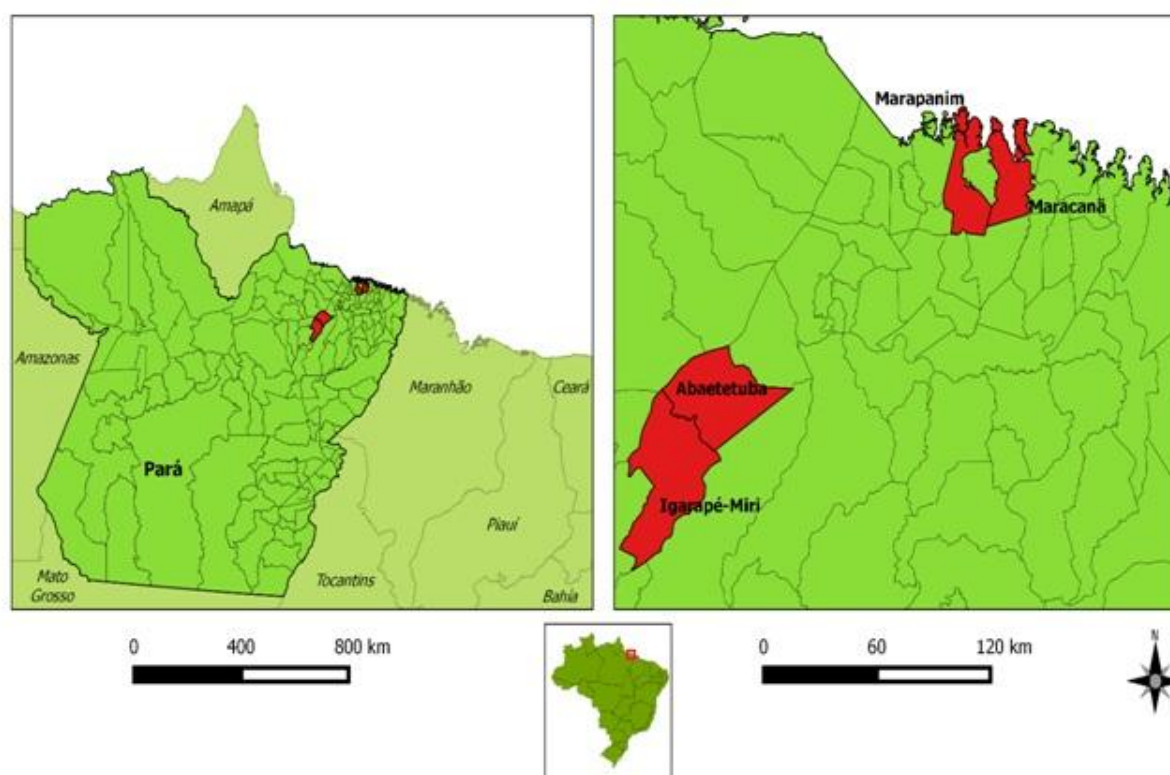 Amapá
Amazonas
Maranhão
Ceará
Pará
Piauí
Mato
Grosso
Tocantins
Bahía
0 400 800 km
Marapanim
Maracanã
Abaetetuba
Igarapé-Miri
0 60 120 km
N